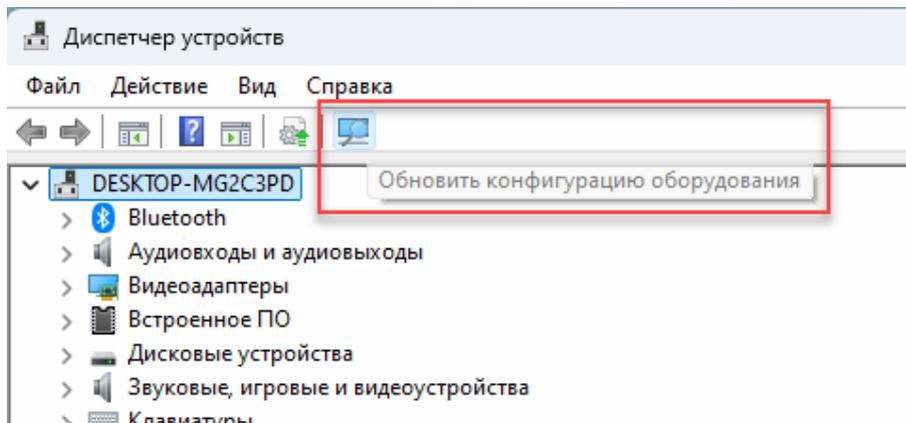 Диспетчер устройств
Файл Действие Вид Справка
DESKTOP-MG2C3PD
Обновить конфигурацию оборудования
Bluetooth
Аудиовходы и аудиовыходы
Видеоадаптеры
Встроенное ПО
Дисковые устройства
Звуковые, игровые и видеоустройства
Клавиатуры